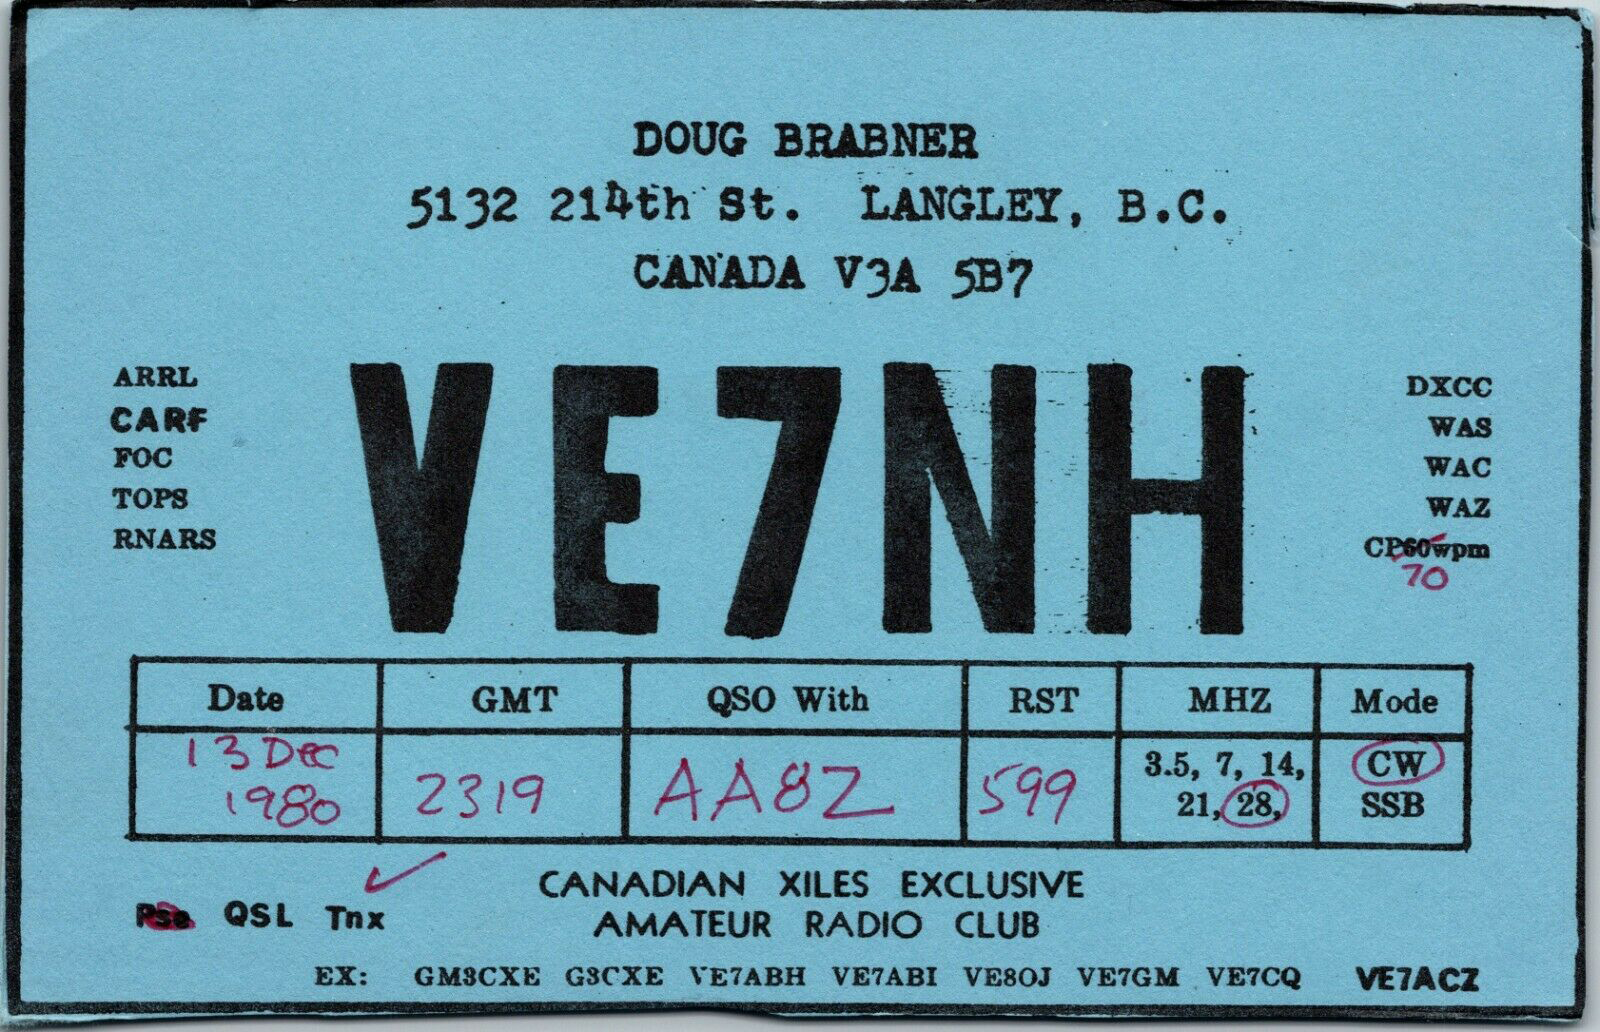 DOUG BRABNER
5132 214th St. LANGLEY, B.C.
CANADA V3A 5B7
VE7NH
ARRL
CARF
FOC
TOPS
RNARS
DXCC
WAS
WAC
WAZ
CP60wpm
70
Date GMT QSO With RST MHZ Mode
13 Dec 1980 2319 AA8Z 599 3.5, 7, 14, 21, 28, CW SSB
Pse QSL Tnx
CANADIAN XILES EXCLUSIVE
AMATEUR RADIO CLUB
EX: GM3CXE G3CXE VE7ABH VE7ABI VE8OJ VE7GM VE7CQ VE7ACZ